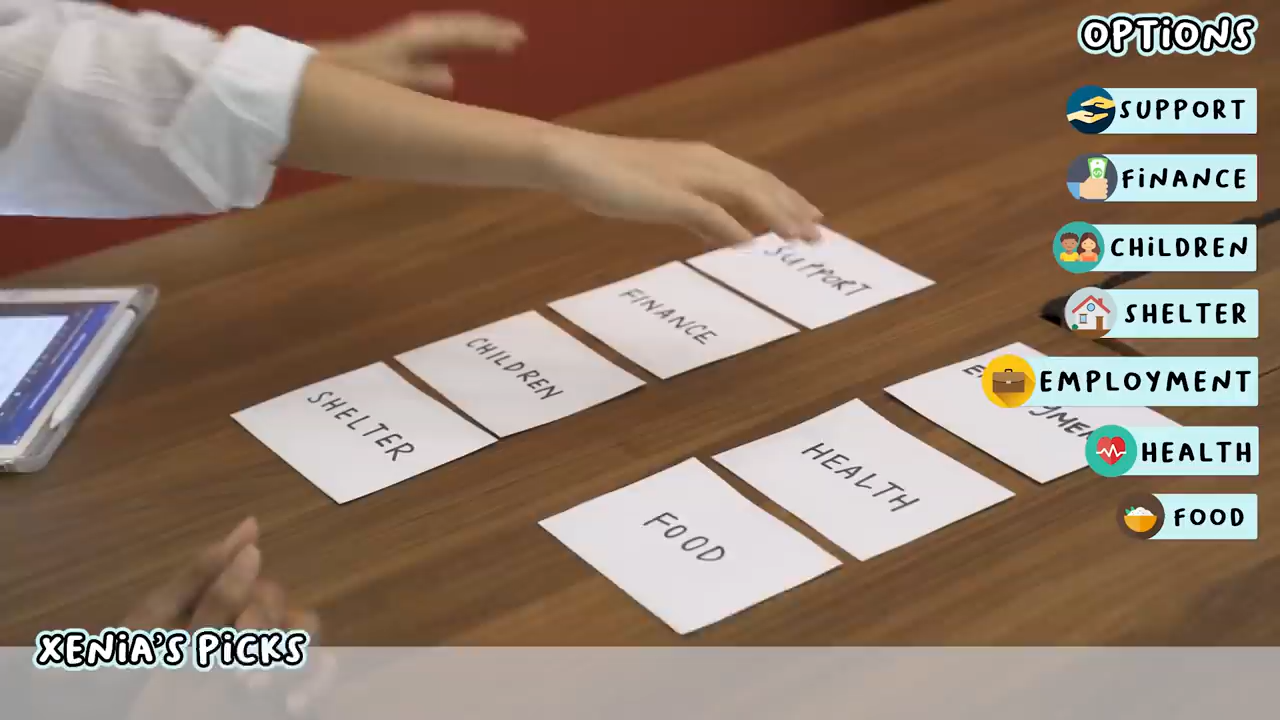 OPTiONS
SUPPORT
FiNANCE
CHiLDREN
SHELTER
EMPLOYMENT
HEALTH
FOOD
SUPPORT
FINANCE
CHILDREN
SHELTER
HEALTH
FOOD
XENiA'S PiCKS